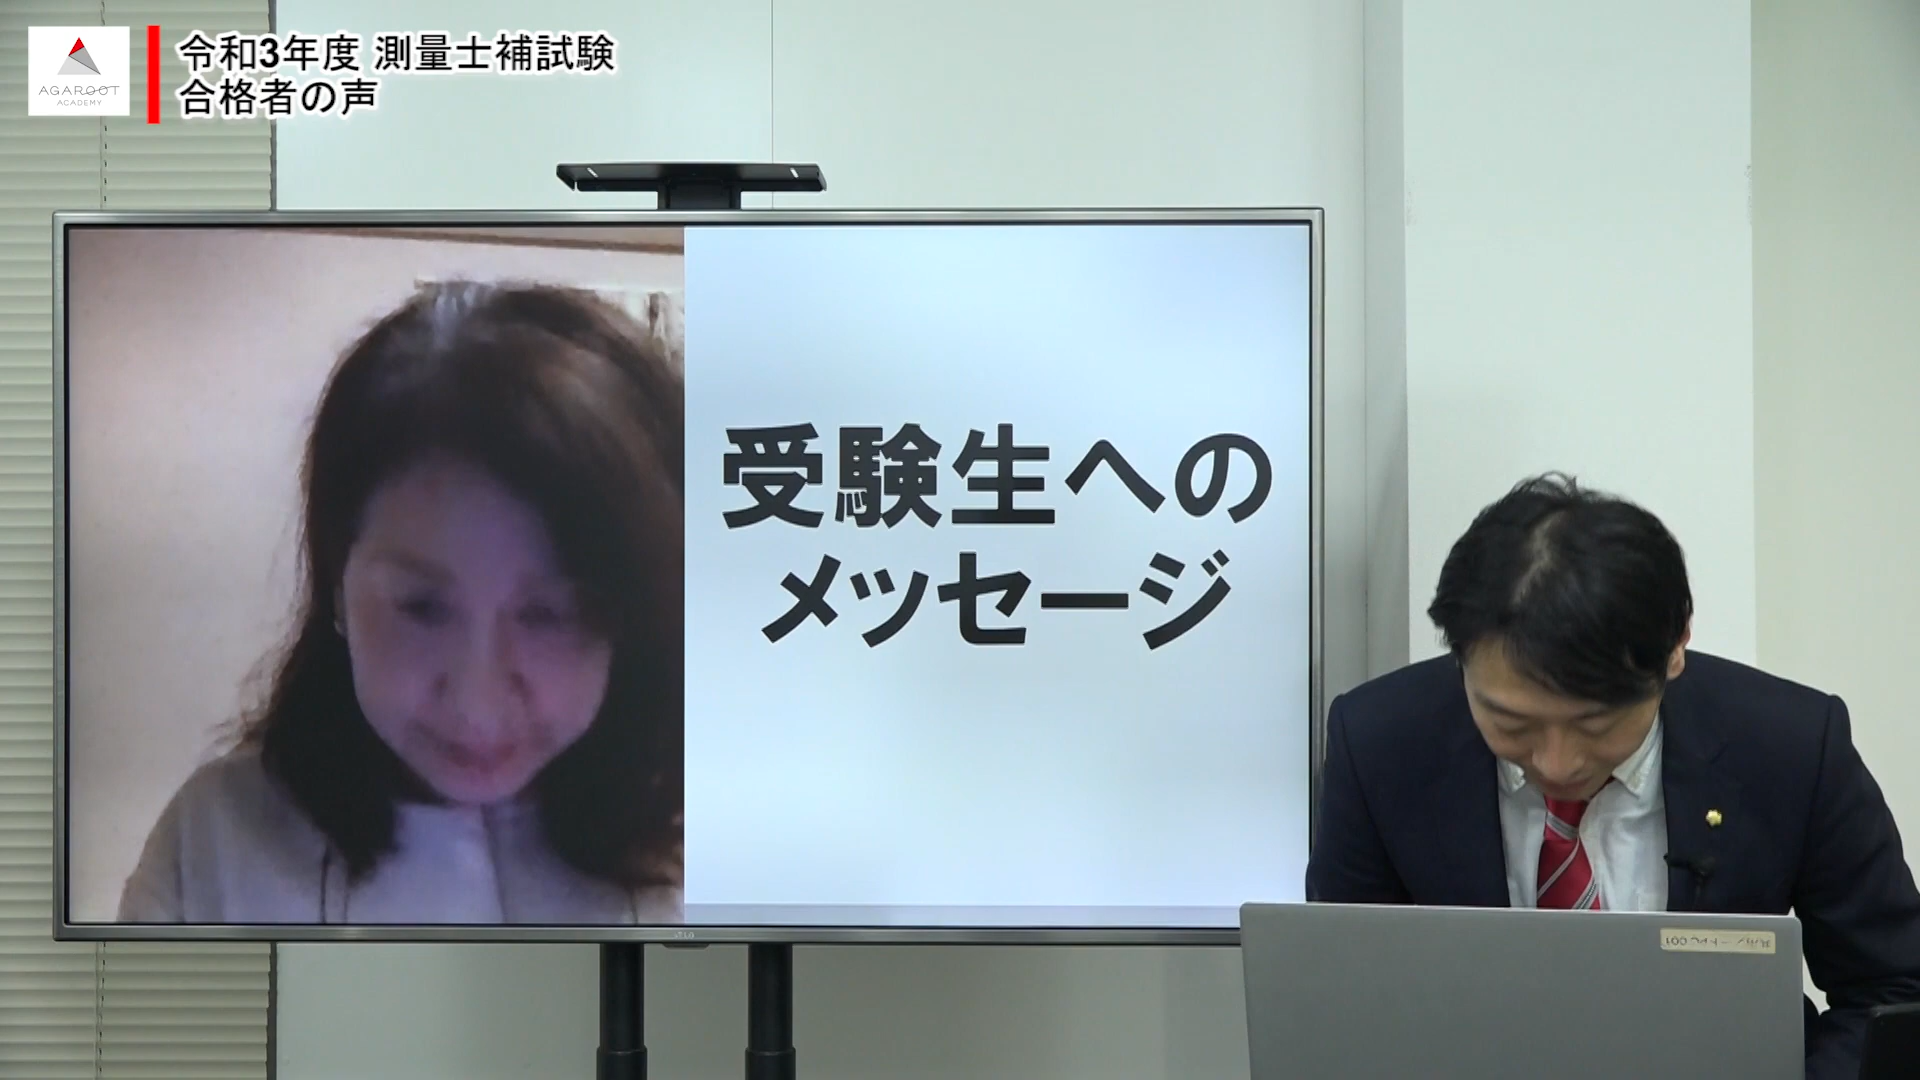 AGAROOT
ACADEMY
令和3年度 測量士補試験
合格者の声
受験生への
メッセージ